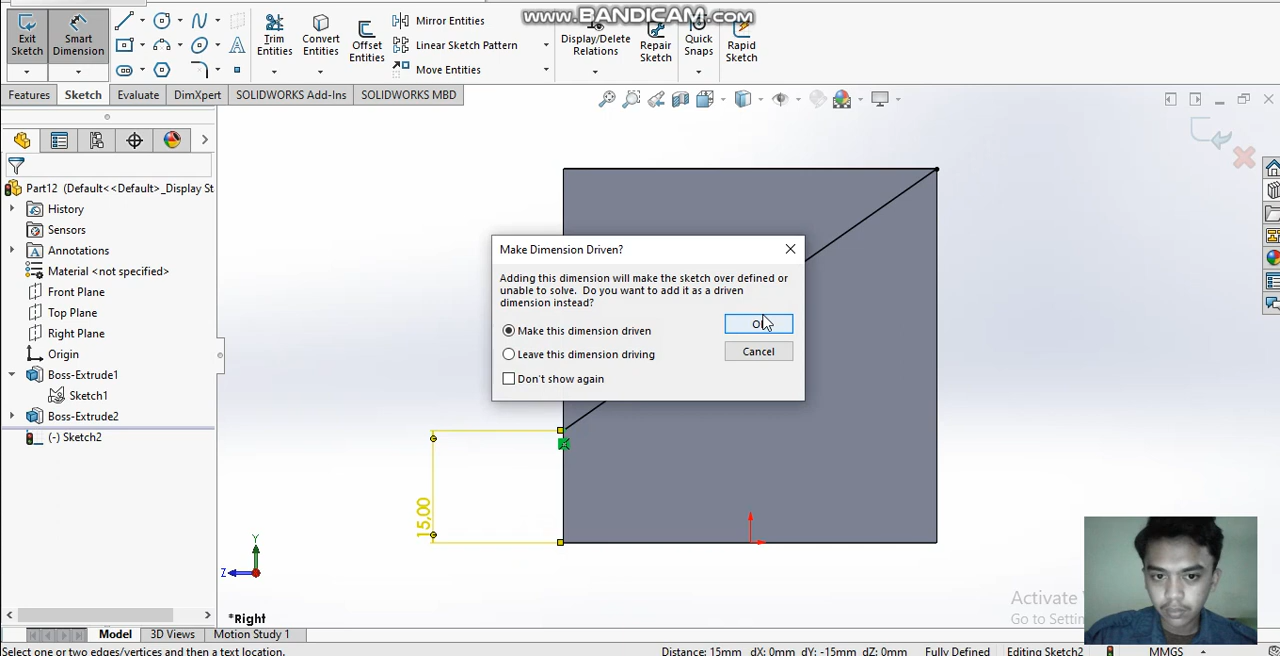 www.BANDICAM.com
Exit Sketch
Smart Dimension
Trim Entities
Convert Entities
Offset Entities
Mirror Entities
Linear Sketch Pattern
Move Entities
Display/Delete Relations
Repair Sketch
Quick Snaps
Rapid Sketch
Features
Sketch
Evaluate
DimXpert
SOLIDWORKS Add-Ins
SOLIDWORKS MBD
Part12 (Default<<Default>_Display St
History
Sensors
Annotations
Material <not specified>
Front Plane
Top Plane
Right Plane
Origin
Boss-Extrude1
Sketch1
Boss-Extrude2
(-) Sketch2
Make Dimension Driven?
Adding this dimension will make the sketch over defined or
unable to solve. Do you want to add it as a driven
dimension instead?
Make this dimension driven
Leave this dimension driving
Don't show again
Cancel
15,00
Y
Z
*Right
Activate
Go to Settin
Model
3D Views
Motion Study 1
Select one or two edges/vertices and then a text location.
Distance: 15mm
dX: 0mm
dY: -15mm
dZ: 0mm
Fully Defined
Editing Sketch2
MMGS